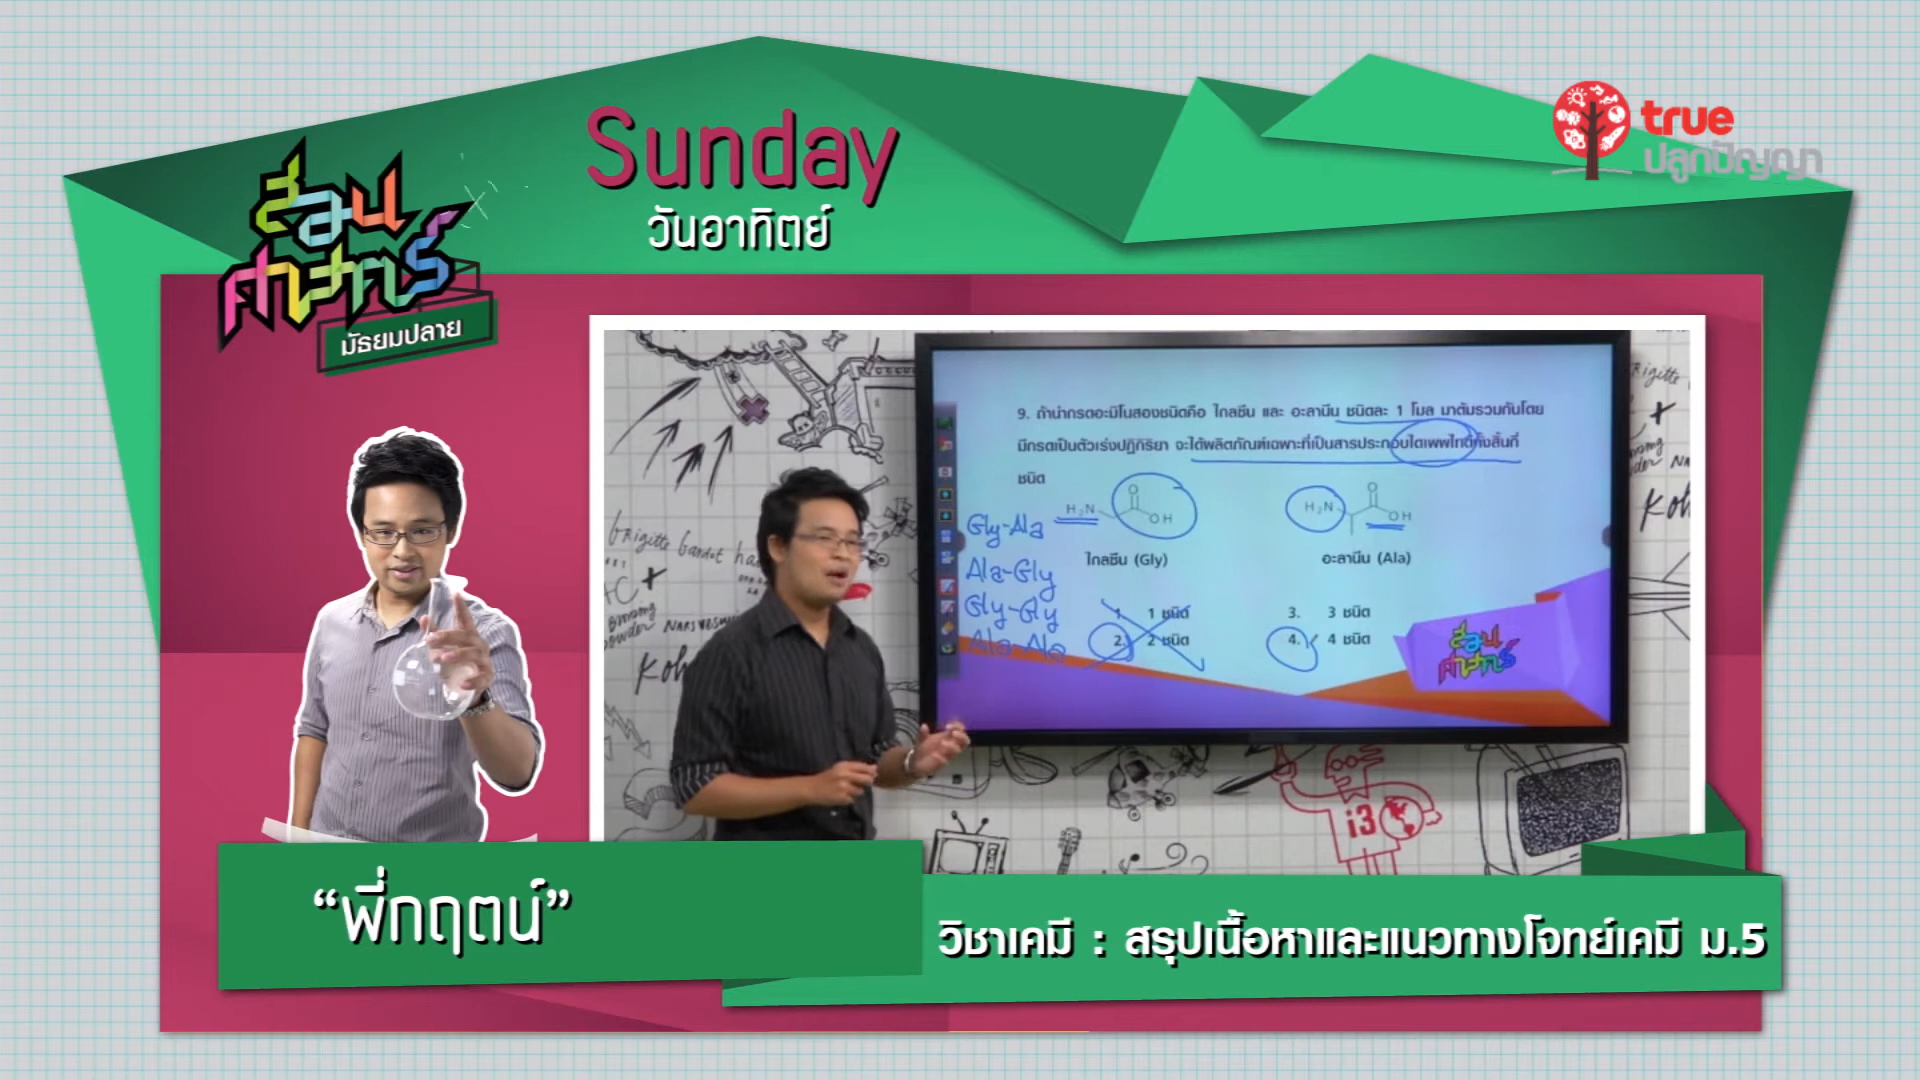 Sunday
วันอาทิตย์
true
ปลูกปัญญา
สอน
ศาสตร์
มัธยมปลาย
9. ถ้านำกรดอะมิโนสองชนิดคือ ไกลซีน และ อะลานีน ชนิดละ 1 โมล มาต้มรวมกันโดย
มีกรดเป็นตัวเร่งปฏิกิริยา จะได้ผลิตภัณฑ์เฉพาะที่เป็นสารประกอบไดเพพไทด์ทั้งสิ้นกี่
ชนิด
H₂N O OH
H₂N O OH
ไกลซีน (Gly)
อะลานีน (Ala)
Gly-Ala
Ala-Gly
Gly-Gly
Ala-Ala
1. 1 ชนิด
2. 2 ชนิด
3. 3 ชนิด
4. 4 ชนิด
สอน
ศาสตร์
brigitte bardot
Koh
i3
“พี่กฤตน์”
วิชาเคมี : สรุปเนื้อหาและแนวทางโจทย์เคมี ม.5